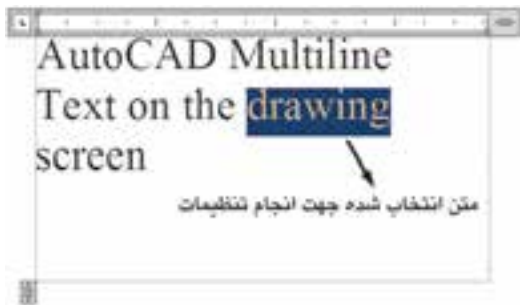 AutoCAD Multiline
Text on the drawing
screen
متن انتخاب شده جهت انجام تنظیمات